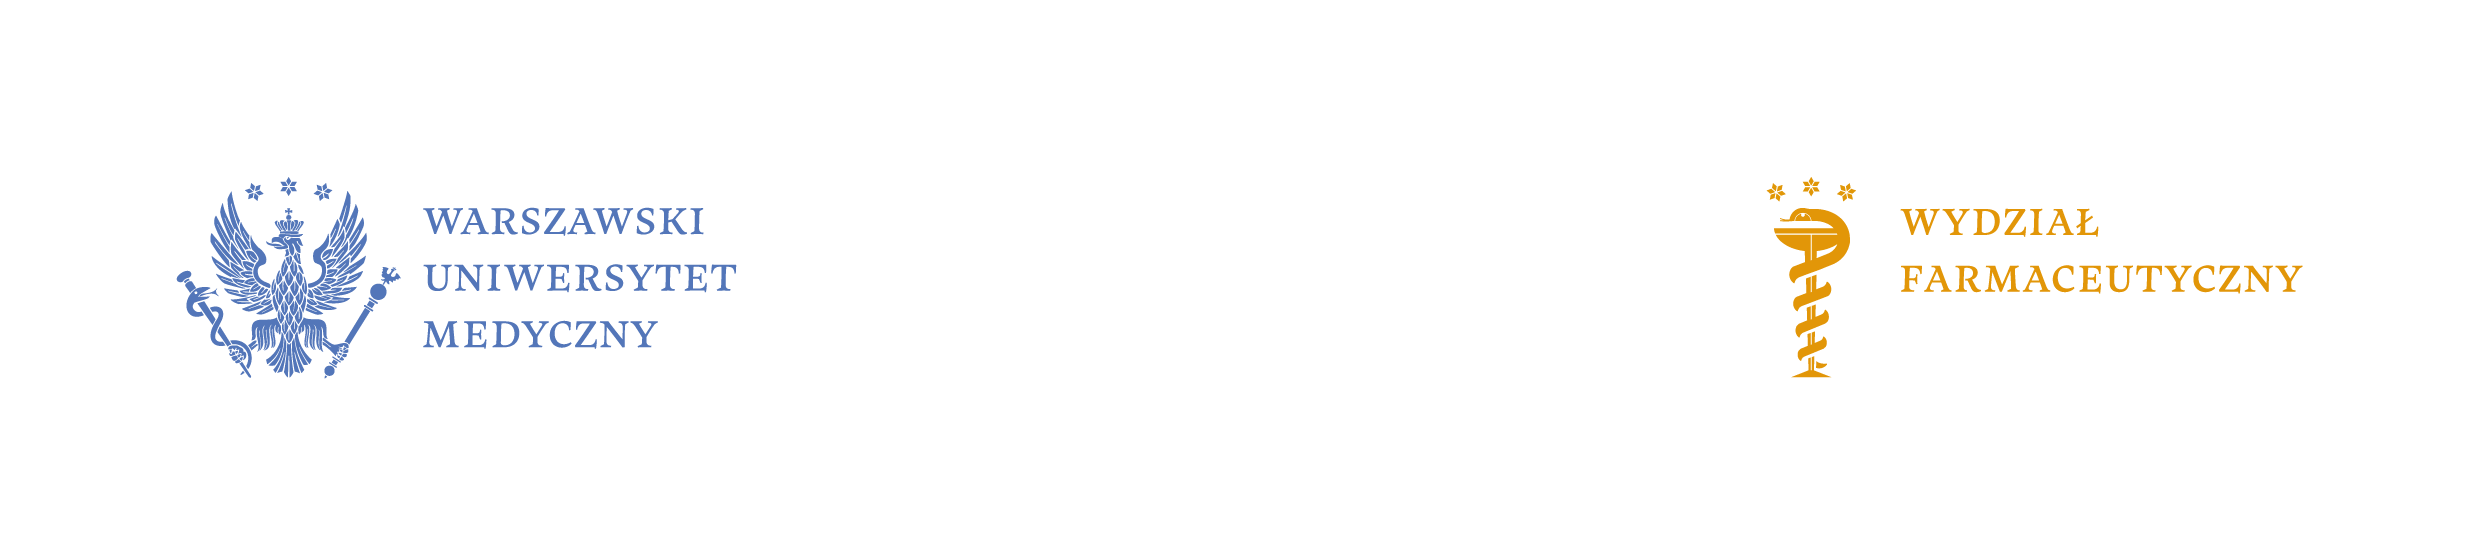 WARSZAWSKI
UNIWERSYTET
MEDYCZNY
WYDZIAŁ
FARMACEUTYCZNY